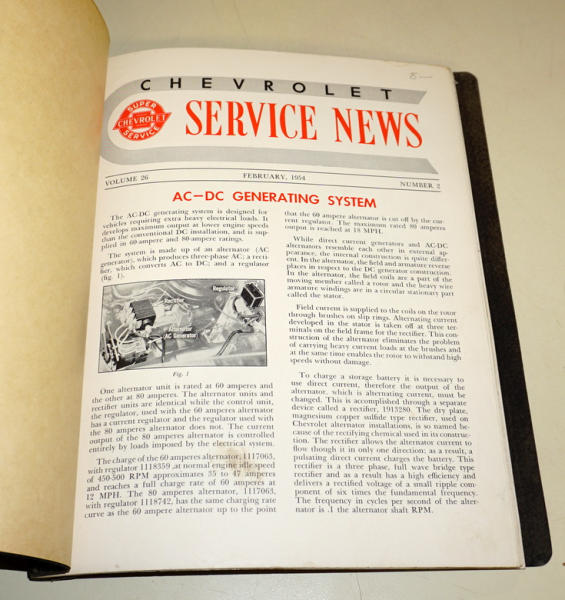 8—
CHEVROLET
SUPER
CHEVROLET
SERVICE
SERVICE NEWS
VOLUME 26
FEBRUARY, 1954
NUMBER 2
AC—DC GENERATING SYSTEM
The AC-DC generating system is designed for
vehicles requiring extra heavy electrical loads. It
develops maximum output at lower engine speeds
than the conventional DC installation, and is sup-
plied in 60-ampere and 80-ampere ratings.
The system is made up of an alternator (AC
generator), which produces three-phase AC; a recti-
fier, which converts AC to DC; and a regulator
(fig. 1).
Rectifier
Regulator
Alternator
(AC Generator)
Fig. 1
One alternator unit is rated at 60 amperes and
the other at 80 amperes. The alternator units and
rectifier units are identical while the control unit,
the regulator, used with the 60 amperes alternator
has a current regulator and the regulator used with
the 80 amperes alternator does not. The current
output of the 80 amperes alternator is controlled
entirely by loads imposed by the electrical system.
The charge of the 60 amperes alternator, 1117063,
with regulator 1118359 at normal engine idle speed
of 450-500 RPM approximates 35 to 47 amperes
and reaches a full charge rate of 60 amperes at
12 MPH. The 80 amperes alternator, 1117063,
with regulator 1118742, has the same charging rate
curve as the 60 ampere alternator up to the point
that the 60 ampere alternator is cut off by the cur-
rent regulator. The maximum rated 80 amperes
output is reached at 18 MPH.
While direct current generators and AC-DC
alternators resemble each other in external ap-
pearance, the internal construction is quite differ-
ent. In the alternator, the field and armature reverse
places in respect to the DC generator construction.
In the alternator, the field coils are a part of the
moving member called a rotor and the heavy wire
armature windings are in a circular stationary part
called the stator.
Field current is supplied to the coils on the rotor
through brushes on slip rings. Alternating current
developed in the stator is taken off at three ter-
minals on the field frame for the rectifier. This con-
struction of the alternator eliminates the problem
of carrying heavy current loads at the brushes and
at the same time enables the rotor to withstand high
speeds without damage.
To charge a storage battery it is necessary to
use direct current, therefore the output of the
alternator, which is alternating current, must be
changed. This is accomplished through a separate
device called a rectifier, 1913280. The dry plate,
magnesium copper sulfide type rectifier, used on
Chevrolet alternator installations, is so named be-
cause of the rectifying chemical used in its construc-
tion. The rectifier allows the alternator current to
flow though it in only one direction; as a result, a
pulsating direct current charges the battery. This
rectifier is a three phase, full wave bridge type
rectifier and as a result has a high efficiency and
delivers a rectified voltage of a small ripple com-
ponent of six times the fundamental frequency.
The frequency in cycles per second of the alter-
nator is .1 the alternator shaft RPM.